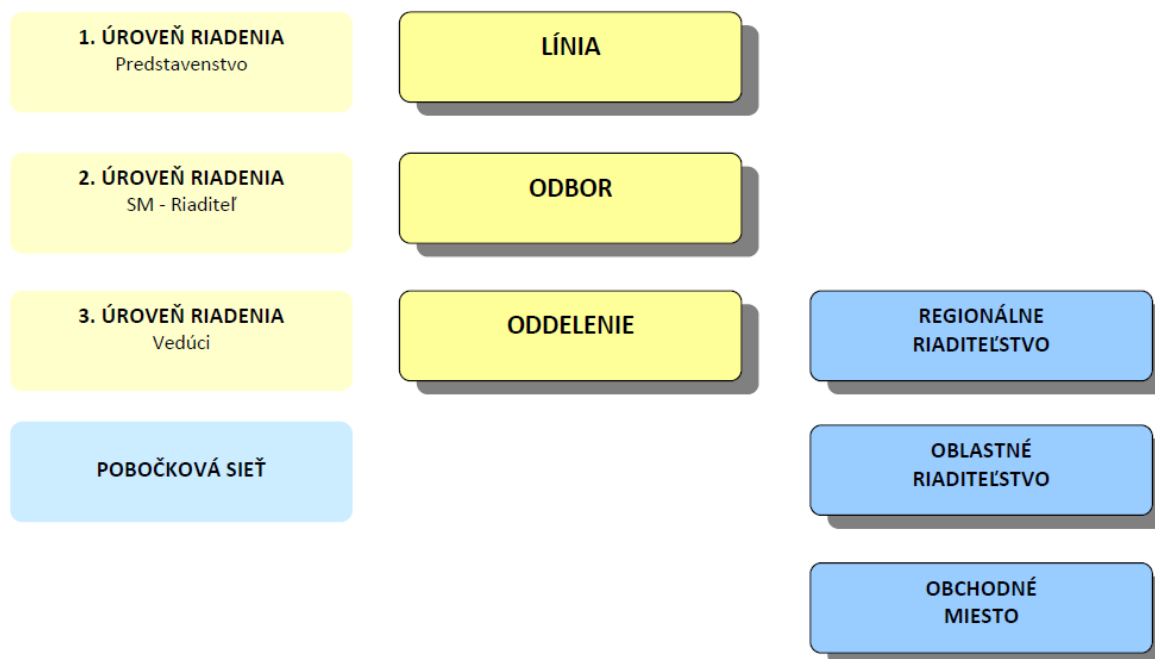 1. ÚROVEŇ RIADENIA
Predstavenstvo
LÍNIA
2. ÚROVEŇ RIADENIA
SM - Riaditeľ
ODBOR
3. ÚROVEŇ RIADENIA
Vedúci
ODDELENIE
REGIONÁLNE
RIADITEĽSTVO
POBOČKOVÁ SIEŤ
OBLASTNÉ
RIADITEĽSTVO
OBCHODNÉ
MIESTO